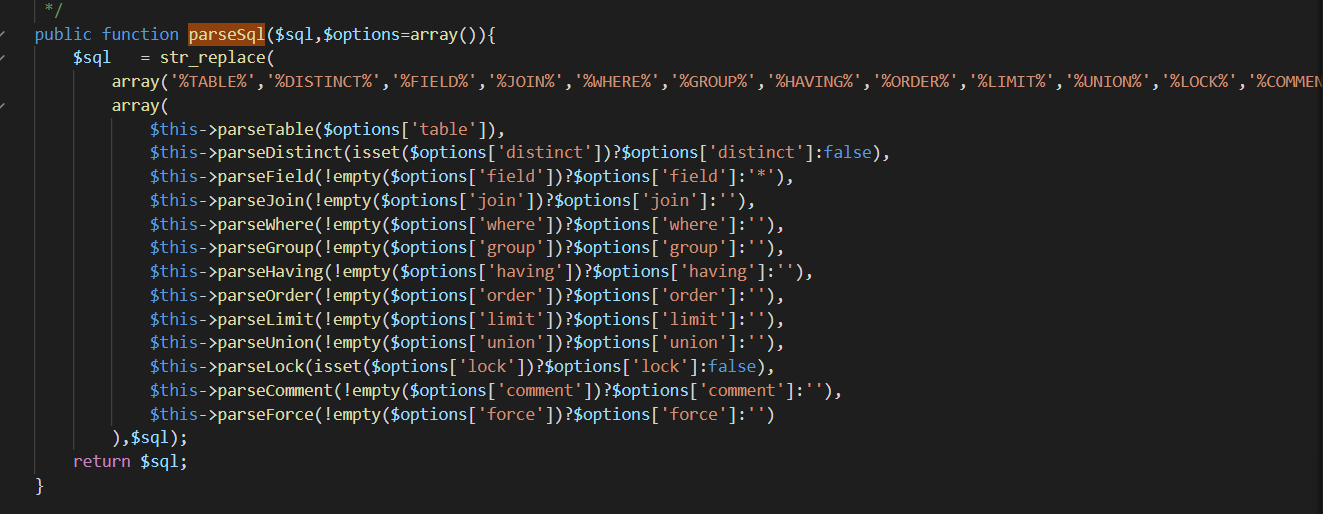 */
public function parseSql($sql,$options=array()){
$sql   = str_replace(
array('%TABLE%','%DISTINCT%','%FIELD%','%JOIN%','%WHERE%','%GROUP%','%HAVING%','%ORDER%','%LIMIT%','%UNION%','%LOCK%','%COMMEN
array(
$this->parseTable($options['table']),
$this->parseDistinct(isset($options['distinct'])?$options['distinct']:false),
$this->parseField(!empty($options['field'])?$options['field']:'*'),
$this->parseJoin(!empty($options['join'])?$options['join']:''),
$this->parseWhere(!empty($options['where'])?$options['where']:''),
$this->parseGroup(!empty($options['group'])?$options['group']:''),
$this->parseHaving(!empty($options['having'])?$options['having']:''),
$this->parseOrder(!empty($options['order'])?$options['order']:''),
$this->parseLimit(!empty($options['limit'])?$options['limit']:''),
$this->parseUnion(!empty($options['union'])?$options['union']:''),
$this->parseLock(isset($options['lock'])?$options['lock']:false),
$this->parseComment(!empty($options['comment'])?$options['comment']:''),
$this->parseForce(!empty($options['force'])?$options['force']:'')
),$sql);
return $sql;
}